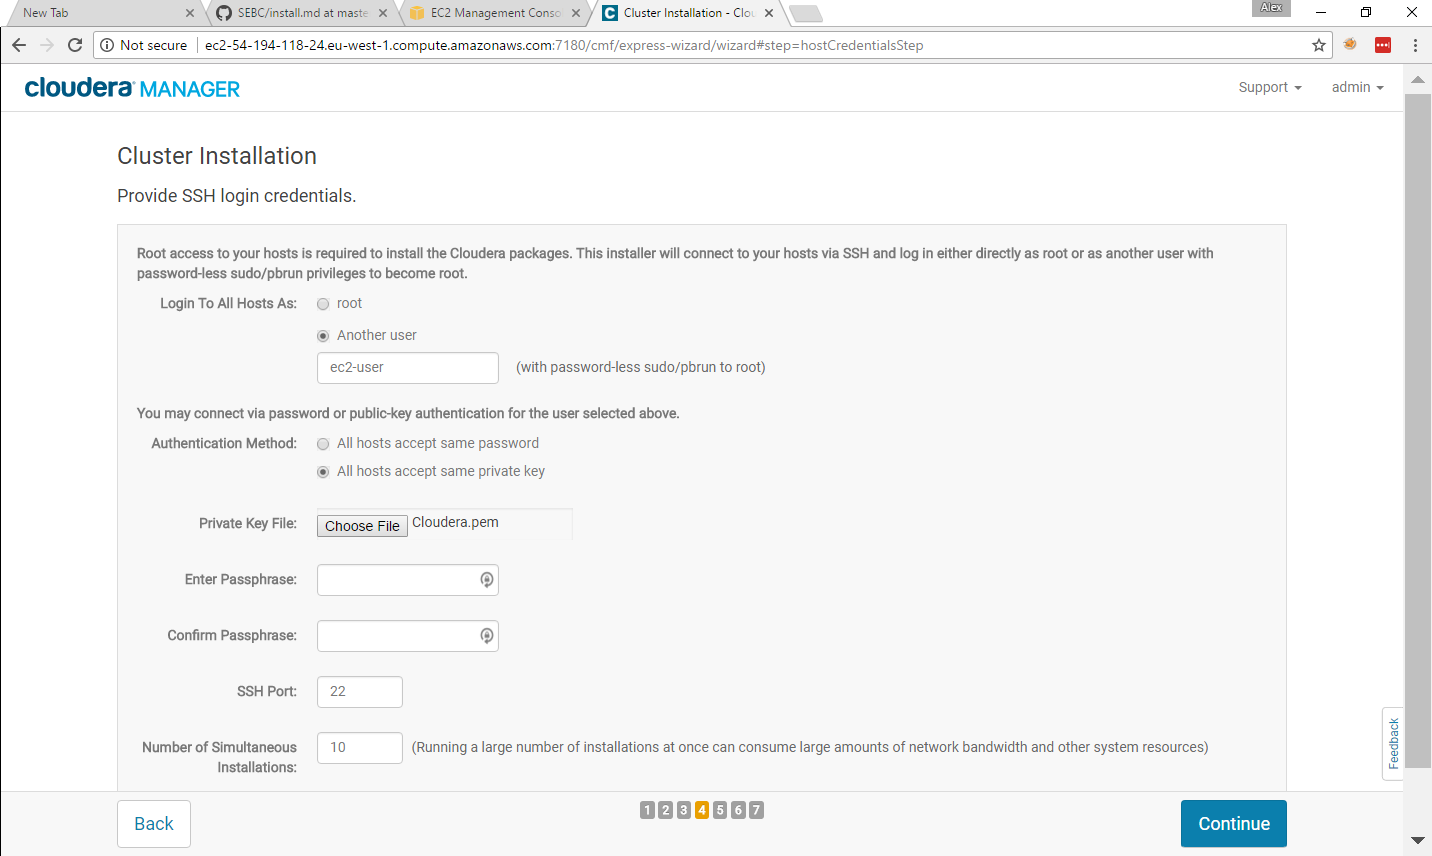 New Tab
SEBC/install.md at maste
EC2 Management Conso
Cluster Installation - Clou
Alex
Not secure
ec2-54-194-118-24.eu-west-1.compute.amazonaws.com:7180/cmf/express-wizard/wizard#step=hostCredentialsStep
cloudera MANAGER
Support
admin
Cluster Installation
Provide SSH login credentials.
Root access to your hosts is required to install the Cloudera packages. This installer will connect to your hosts via SSH and log in either directly as root or as another user with
password-less sudo/pbrun privileges to become root.
Login To All Hosts As:
root
Another user
ec2-user
(with password-less sudo/pbrun to root)
You may connect via password or public-key authentication for the user selected above.
Authentication Method:
All hosts accept same password
All hosts accept same private key
Private Key File:
Choose File
Cloudera.pem
Enter Passphrase:
Confirm Passphrase:
SSH Port:
22
Number of Simultaneous
Installations:
10
(Running a large number of installations at once can consume large amounts of network bandwidth and other system resources)
Feedback
Back
1 2 3 4 5 6 7
Continue